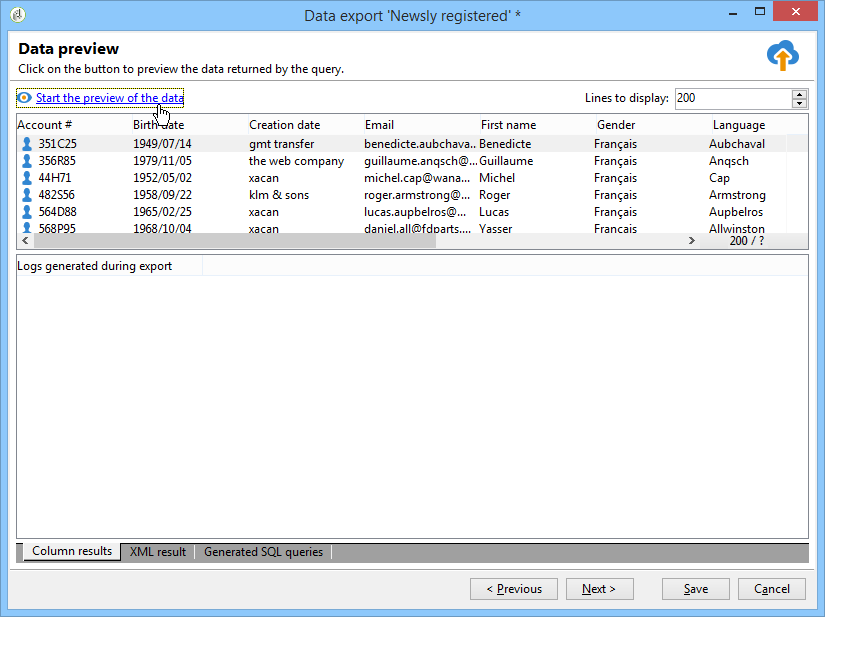 Data export 'Newsly registered' *
Data preview
Click on the button to preview the data returned by the query.
Start the preview of the data Lines to display: 200
Account # Birth date Creation date Email First name Gender Language
351C25 1949/07/14 gmt transfer benedicte.aubchava.. Benedicte Français Aubchaval
356R85 1979/11/05 the web company guillaume.anqsch@... Guillaume Français Anqsch
44H71 1952/05/02 xacan michel.cap@wana... Michel Français Cap
482S56 1958/09/22 klm & sons roger.armstrong@... Roger Français Armstrong
564D88 1965/02/25 xacan lucas.aupbelros@... Lucas Français Aupbelros
568P95 1968/10/04 xacan daniel.all@fdparts.... Yasser Français Allwinston
200 / ?
Logs generated during export
Column results XML result Generated SQL queries
< Previous Next > Save Cancel